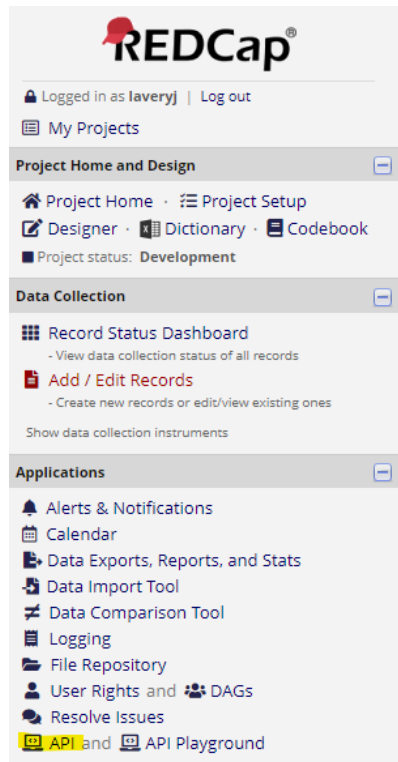 REDCap®
Logged in as laveryj | Log out
My Projects
Project Home and Design
Project Home · Project Setup
Designer · Dictionary · Codebook
Project status: Development
Data Collection
Record Status Dashboard
- View data collection status of all records
Add / Edit Records
- Create new records or edit/view existing ones
Show data collection instruments
Applications
Alerts & Notifications
Calendar
Data Exports, Reports, and Stats
Data Import Tool
Data Comparison Tool
Logging
File Repository
User Rights and DAGs
Resolve Issues
API and API Playground